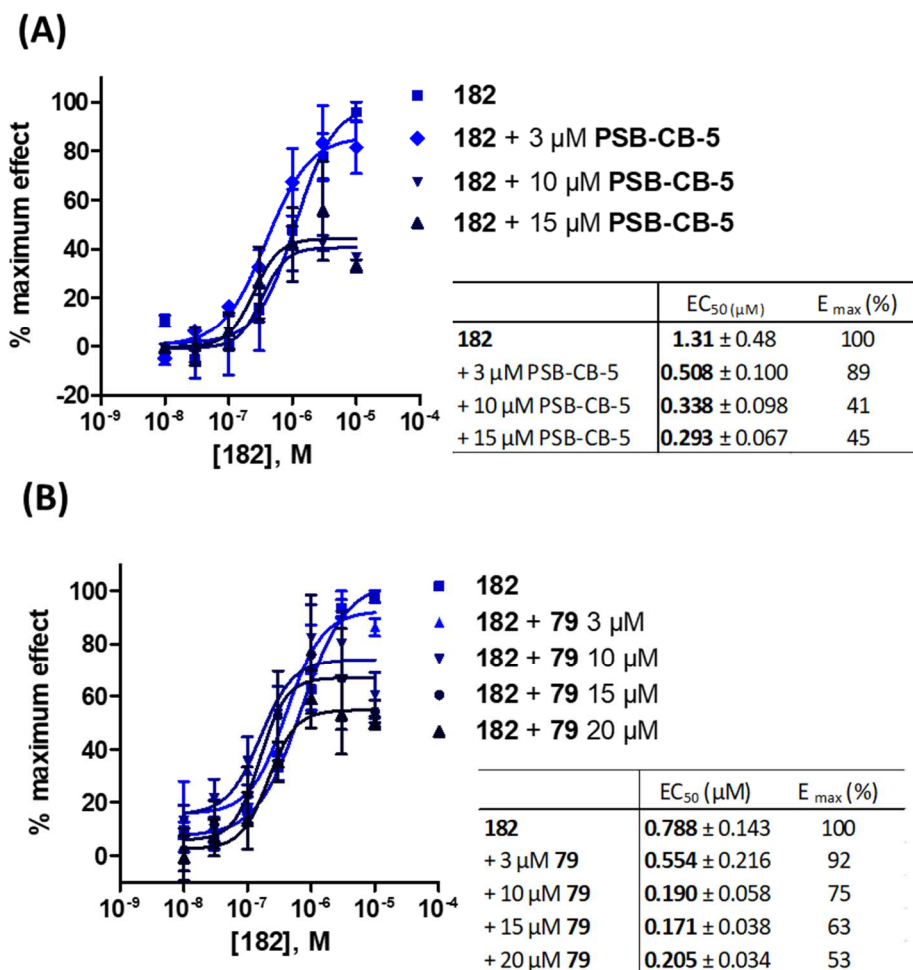 (A)
% maximum effect
100
80
60
40
20
0
-20
10⁻⁹ 10⁻⁸ 10⁻⁷ 10⁻⁶ 10⁻⁵ 10⁻⁴
[182], M
182
182 + 3 µM PSB-CB-5
182 + 10 µM PSB-CB-5
182 + 15 µM PSB-CB-5
EC₅₀ (µM) E max (%)
182 1.31 ± 0.48 100
+ 3 µM PSB-CB-5 0.508 ± 0.100 89
+ 10 µM PSB-CB-5 0.338 ± 0.098 41
+ 15 µM PSB-CB-5 0.293 ± 0.067 45
(B)
% maximum effect
100
80
60
40
20
0
10⁻⁹ 10⁻⁸ 10⁻⁷ 10⁻⁶ 10⁻⁵ 10⁻⁴
[182], M
182
182 + 79 3 µM
182 + 79 10 µM
182 + 79 15 µM
182 + 79 20 µM
EC₅₀ (µM) E max (%)
182 0.788 ± 0.143 100
+ 3 µM 79 0.554 ± 0.216 92
+ 10 µM 79 0.190 ± 0.058 75
+ 15 µM 79 0.171 ± 0.038 63
+ 20 µM 79 0.205 ± 0.034 53